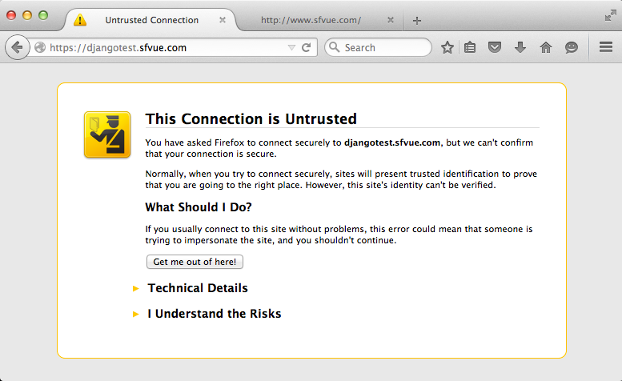 Untrusted Connection
http://www.sfvue.com/
https://djangotest.sfvue.com
Search
This Connection is Untrusted
You have asked Firefox to connect securely to djangotest.sfvue.com, but we can't confirm
that your connection is secure.
Normally, when you try to connect securely, sites will present trusted identification to prove
that you are going to the right place. However, this site's identity can't be verified.
What Should I Do?
If you usually connect to this site without problems, this error could mean that someone is
trying to impersonate the site, and you shouldn't continue.
Get me out of here!
Technical Details
I Understand the Risks